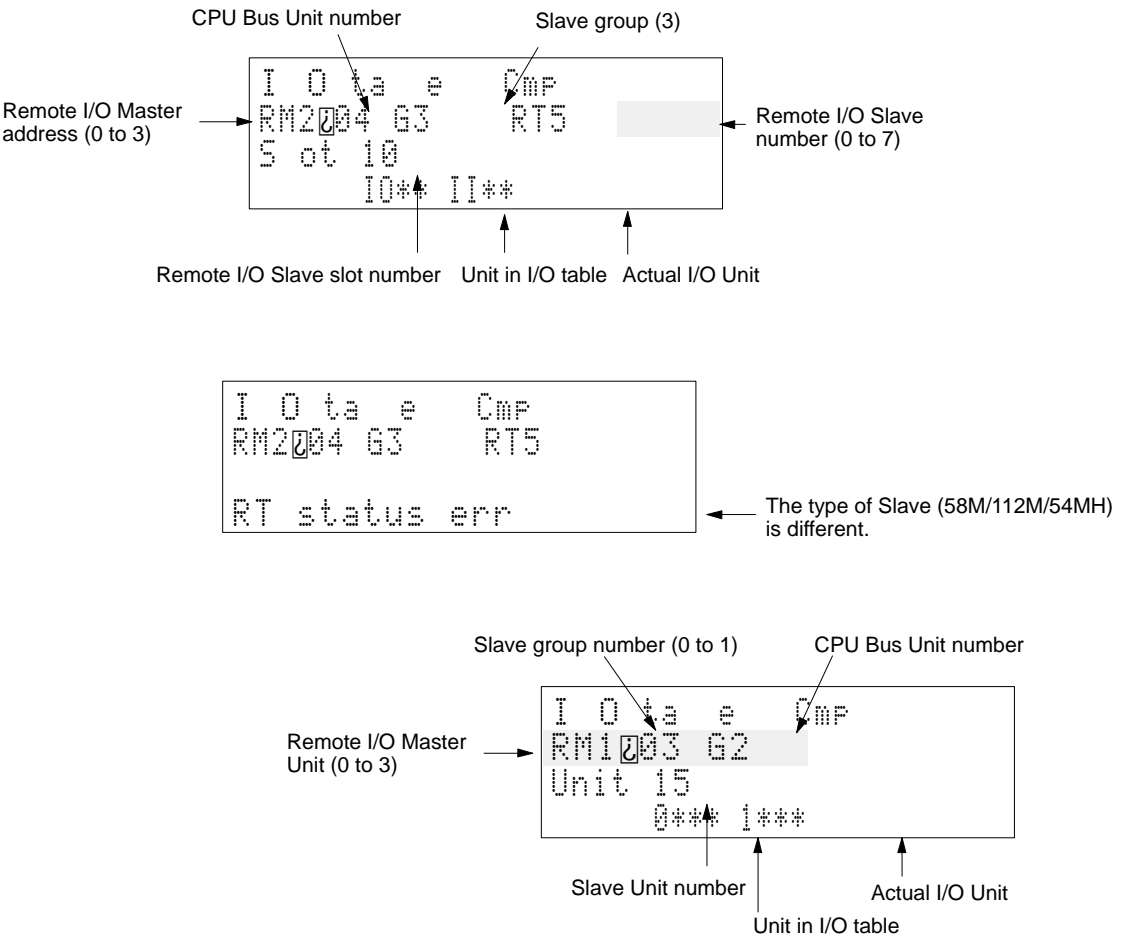 CPU Bus Unit number
Slave group (3)
I O ta e Cmp
Remote I/O Master
address (0 to 3)
RM2¿04 G3 RT5
Remote I/O Slave
number (0 to 7)
S ot 10
IO** II**
Remote I/O Slave slot number
Unit in I/O table
Actual I/O Unit
I O ta e Cmp
RM2¿04 G3 RT5
RT status err
The type of Slave (58M/112M/54MH)
is different.
Slave group number (0 to 1)
CPU Bus Unit number
I O ta e Cmp
Remote I/O Master
Unit (0 to 3)
RM1¿03 G2
Unit 15
0*** 1***
Slave Unit number
Actual I/O Unit
Unit in I/O table